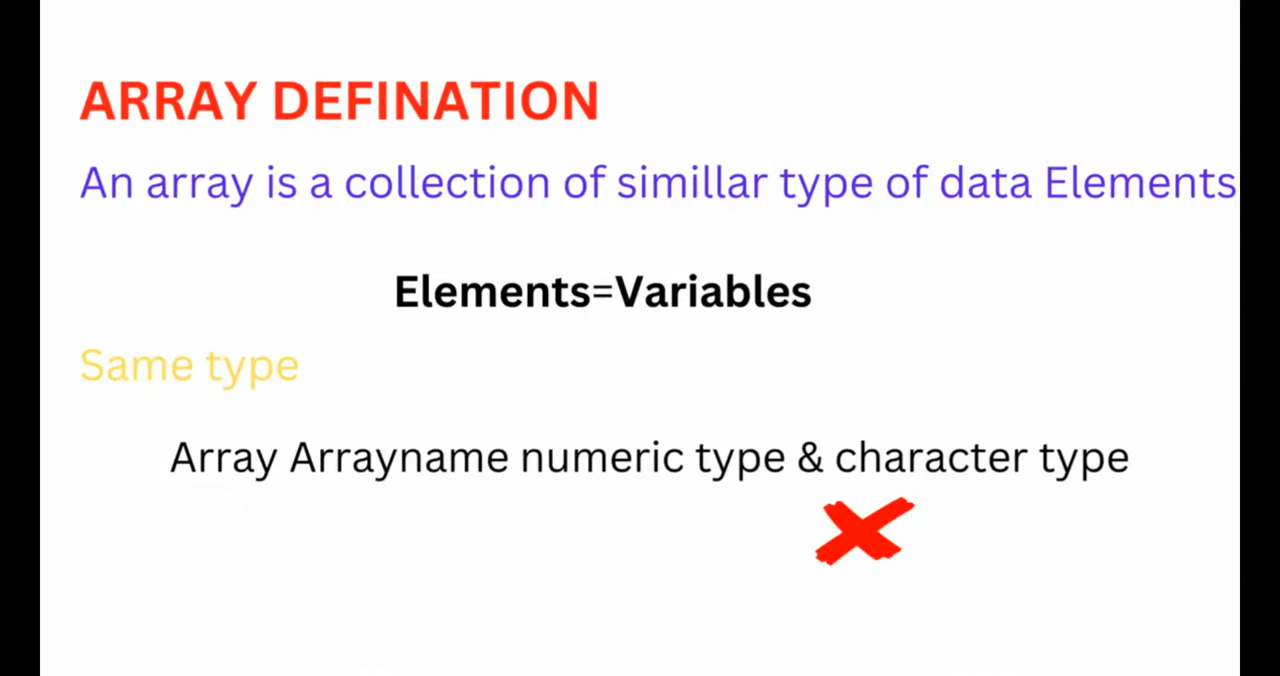 ARRAY DEFINATION
An array is a collection of simillar type of data Elements
Elements=Variables
Same type
Array Arrayname numeric type & character type